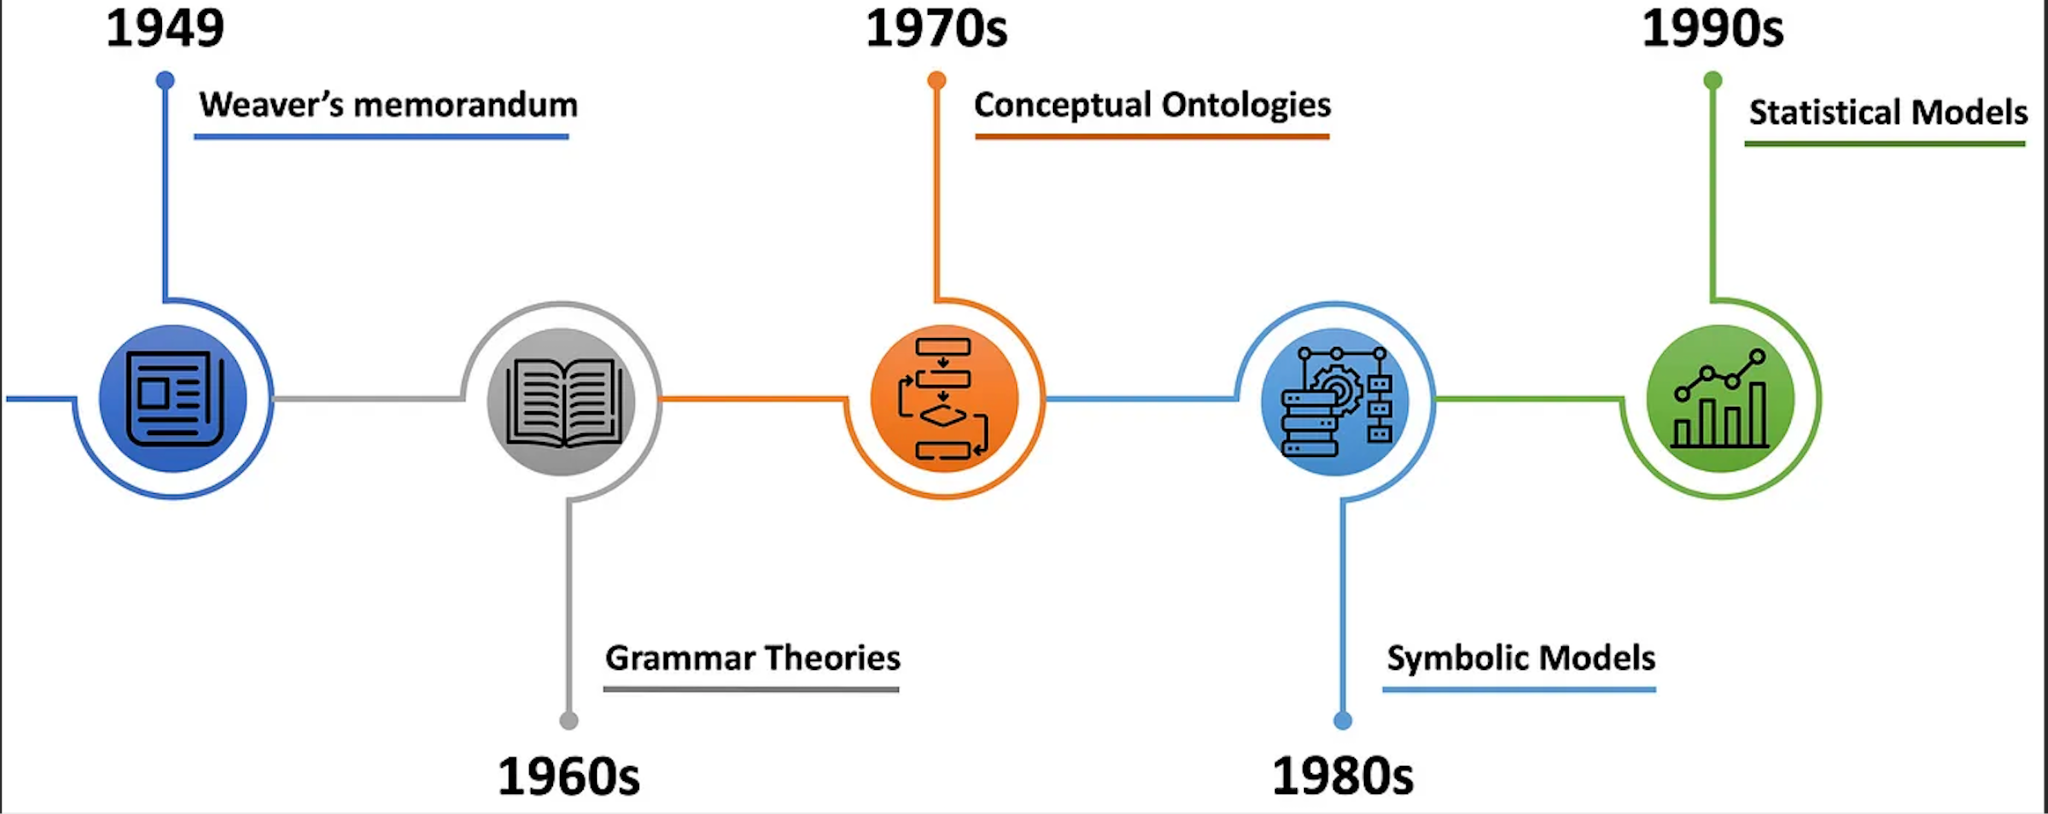 1949
Weaver’s memorandum
Grammar Theories
1960s
1970s
Conceptual Ontologies
Symbolic Models
1980s
1990s
Statistical Models